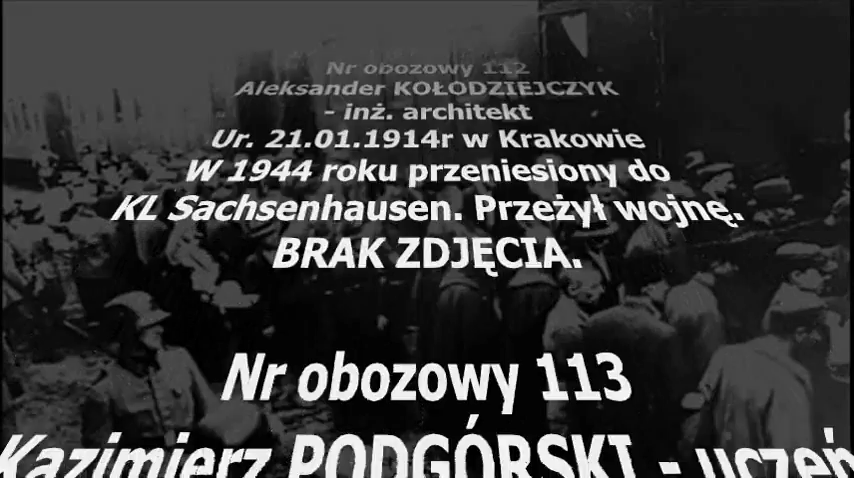 Nr obozowy 112
Aleksander KOŁODZIEJCZYK
- inż. architekt
Ur. 21.01.1914r w Krakowie
W 1944 roku przeniesiony do
KL Sachsenhausen. Przeżył wojnę.
BRAK ZDJĘCIA.
Nr obozowy 113
Kazimierz PODGÓRSKI - uczeń